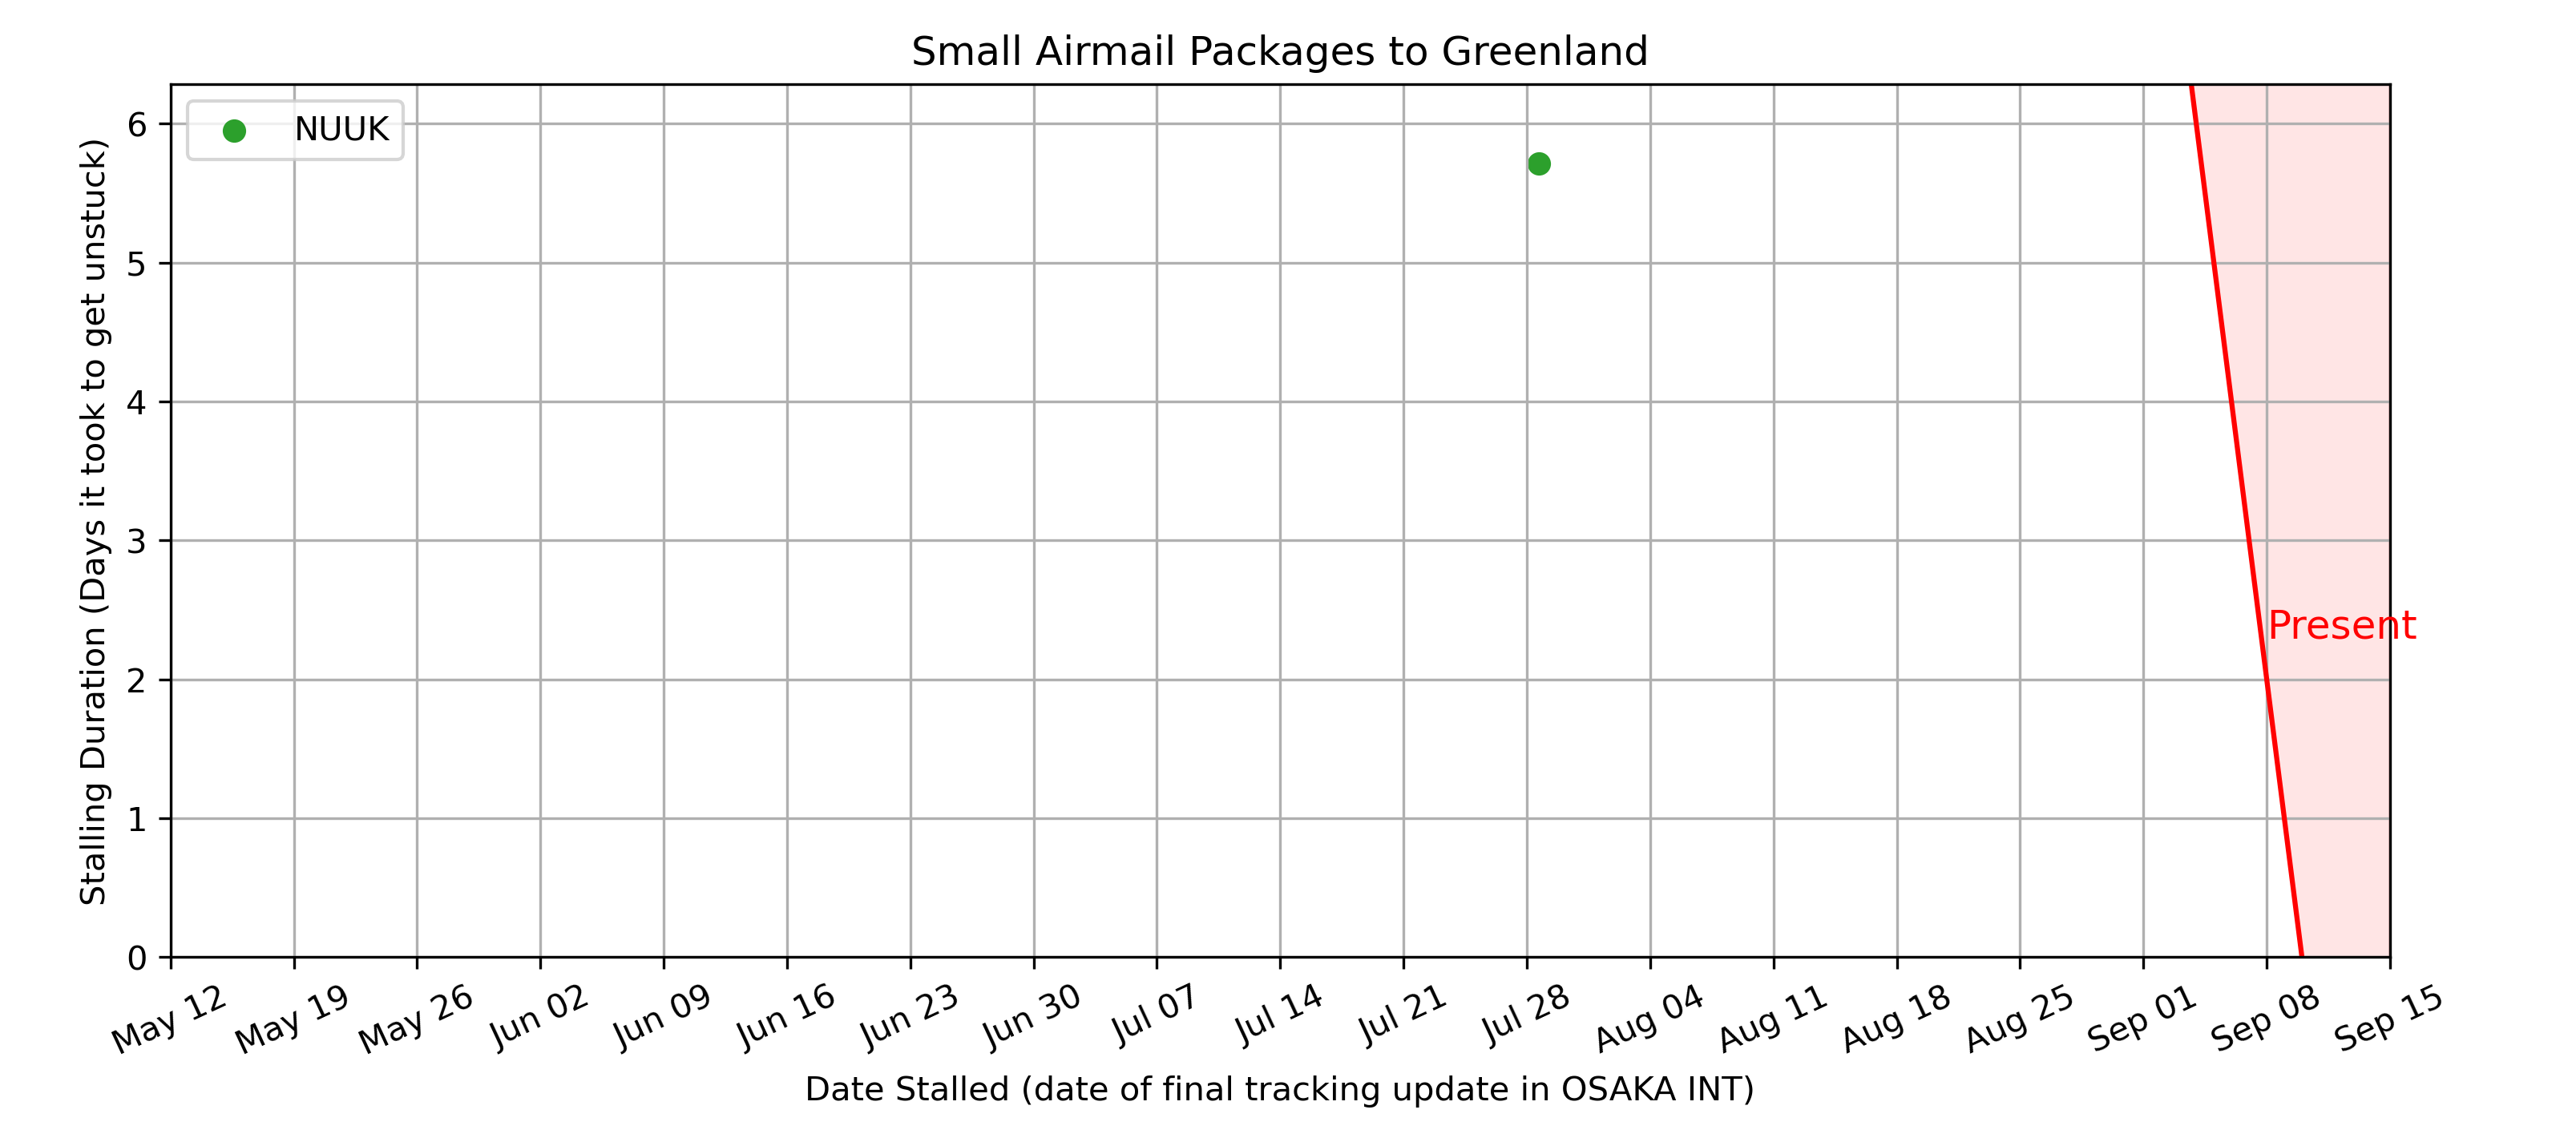 Small Airmail Packages to Greenland
NUUK
6
5
4
3
2
1
0
Stalling Duration (Days it took to get unstuck)
Present
May 12
May 19
May 26
Jun 02
Jun 09
Jun 16
Jun 23
Jun 30
Jul 07
Jul 14
Jul 21
Jul 28
Aug 04
Aug 11
Aug 18
Aug 25
Sep 01
Sep 08
Sep 15
Date Stalled (date of final tracking update in OSAKA INT)